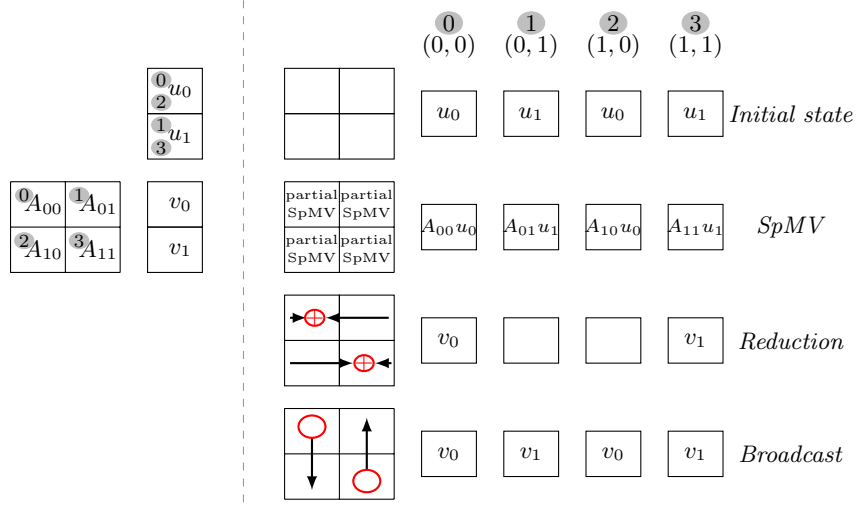 0 1 2 3
(0, 0) (0, 1) (1, 0) (1, 1)
0 u₀
2
1 u₁
3
u₀ u₁ u₀ u₁ Initial state
0 A₀₀ 1 A₀₁ v₀
2 A₁₀ 3 A₁₁ v₁
partial partial
SpMV SpMV
partial partial
SpMV SpMV
A₀₀u₀ A₀₁u₁ A₁₀u₀ A₁₁u₁ SpMV
v₀ v₁ Reduction
v₀ v₁ v₀ v₁ Broadcast